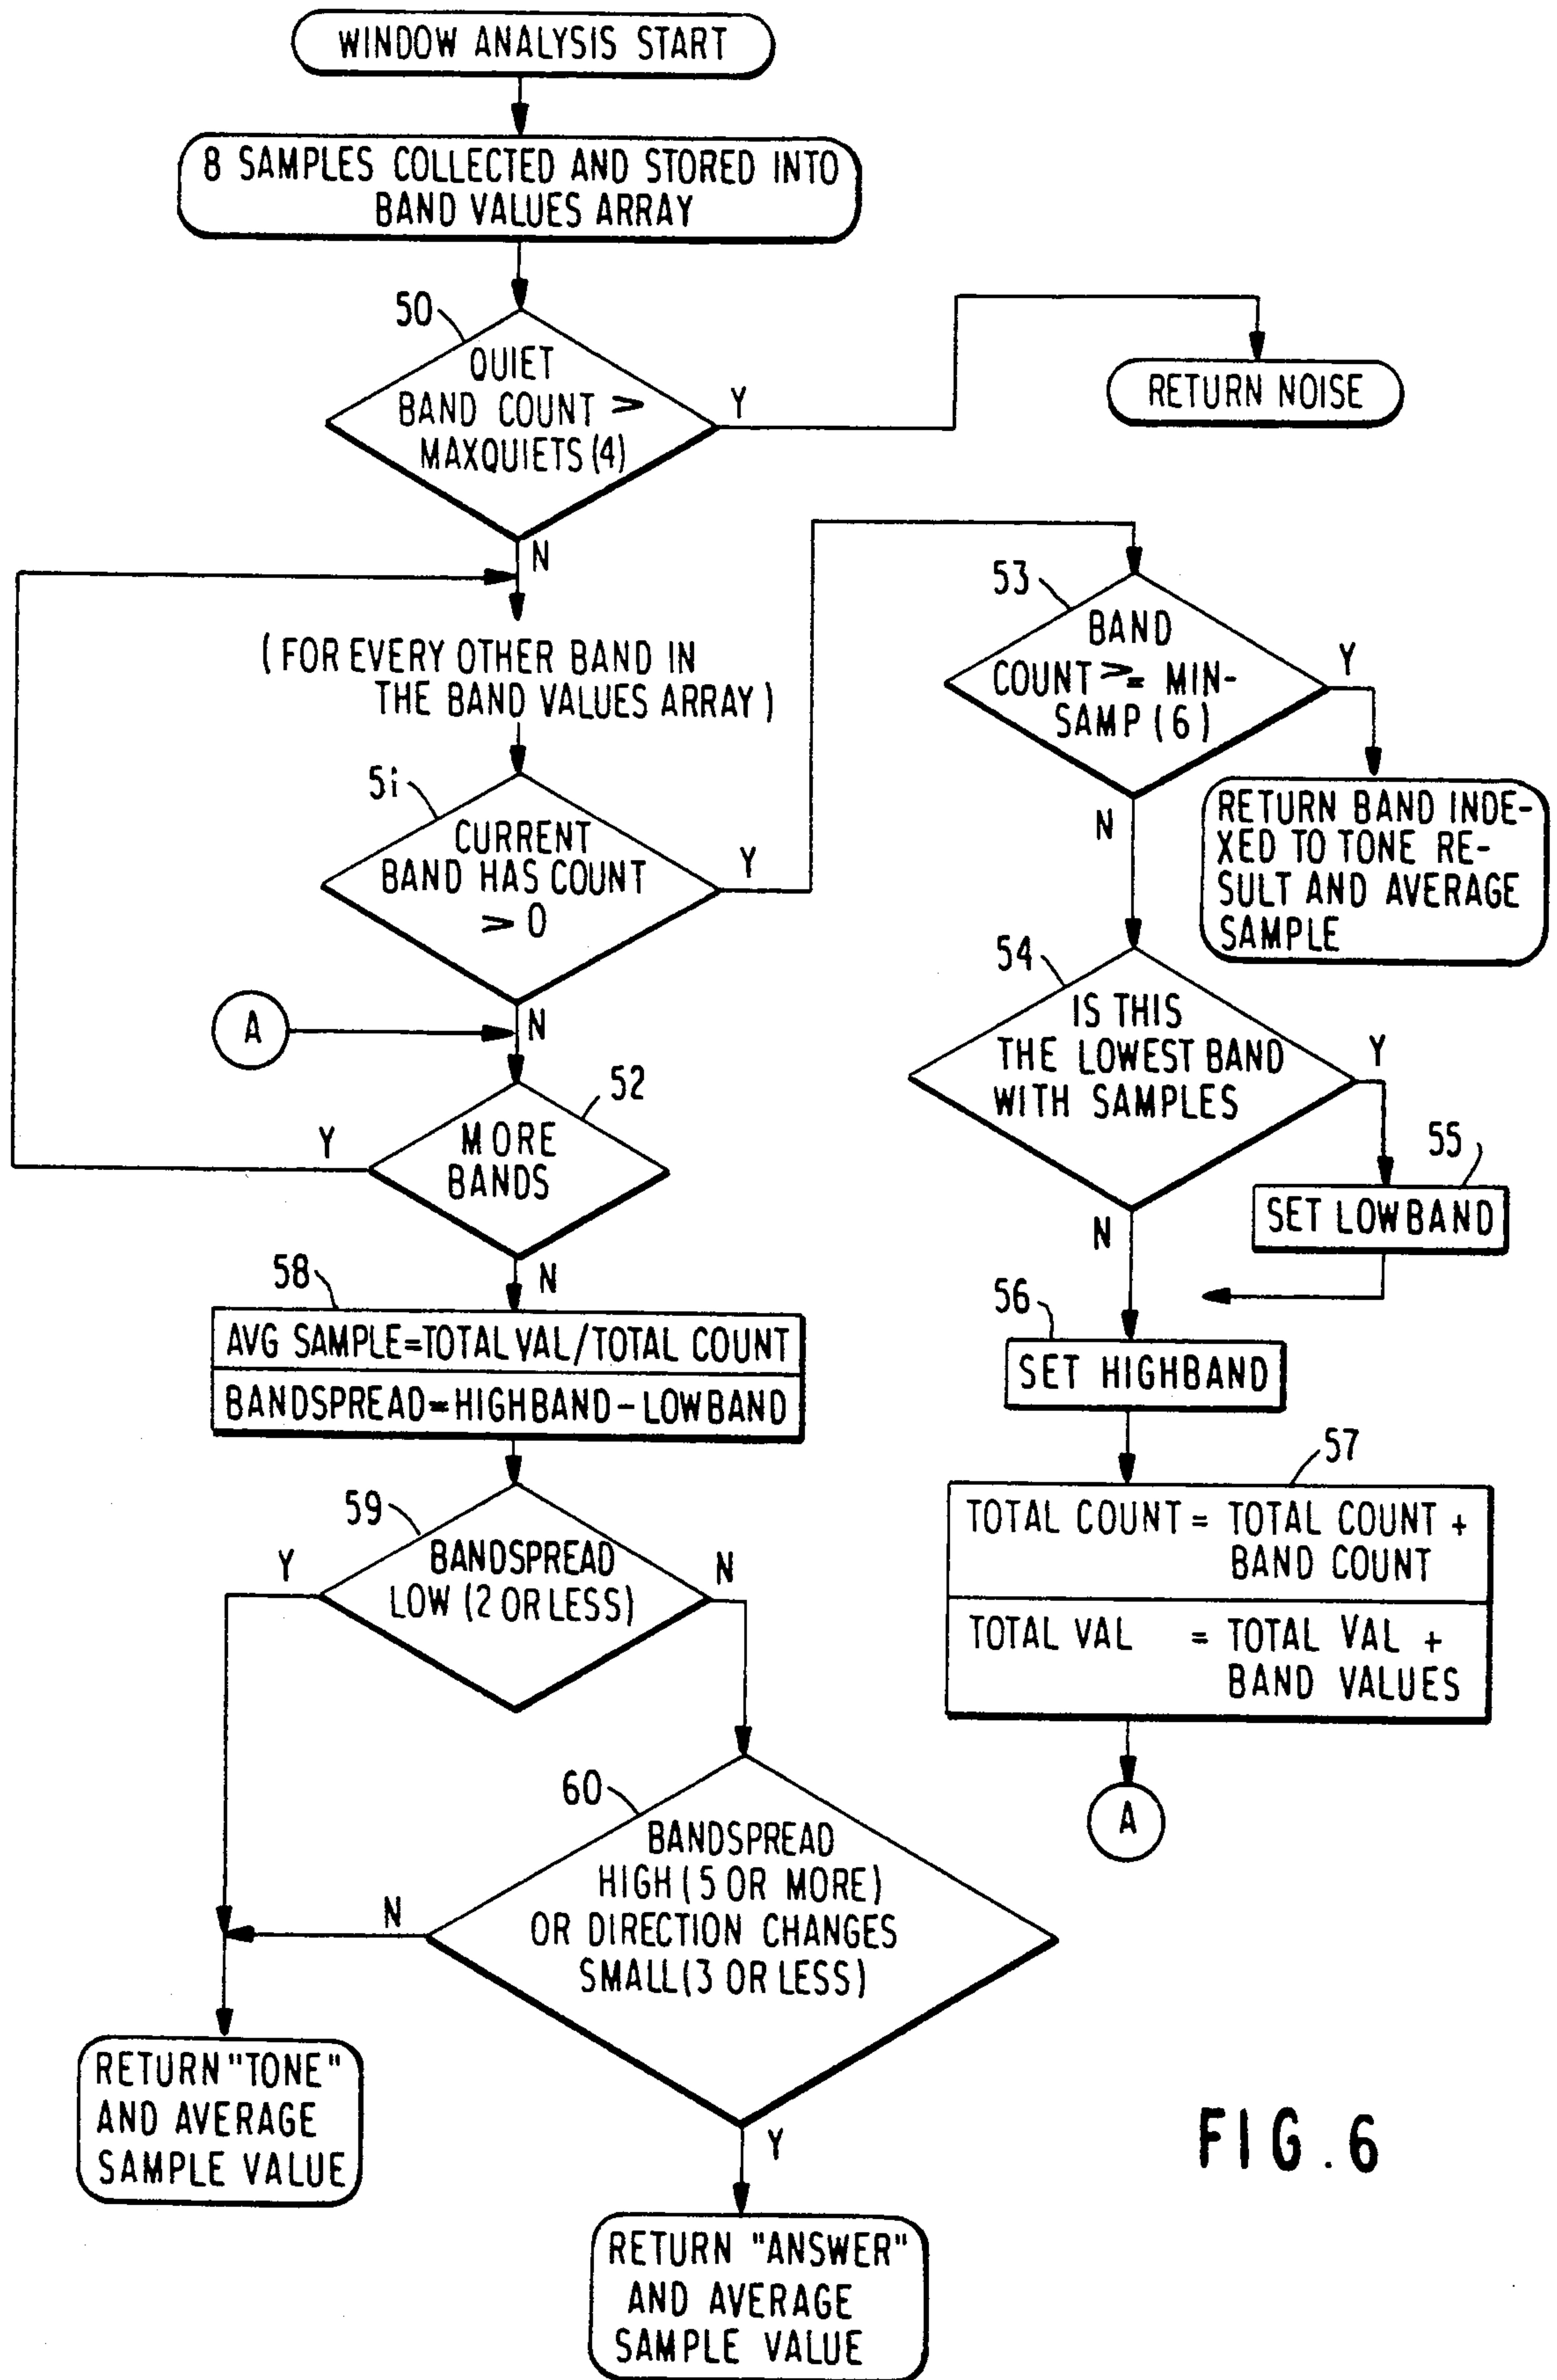 WINDOW ANALYSIS START
8 SAMPLES COLLECTED AND STORED INTO
BAND VALUES ARRAY
50
QUIET
BAND COUNT >
MAXQUIETS (4)
Y
N
RETURN NOISE
(FOR EVERY OTHER BAND IN
THE BAND VALUES ARRAY)
51
CURRENT
BAND HAS COUNT
> 0
Y
N
A
52
MORE
BANDS
Y
N
53
BAND
COUNT >= MIN-
SAMP (6)
Y
N
RETURN BAND INDE-
XED TO TONE RE-
SULT AND AVERAGE
SAMPLE
54
IS THIS
THE LOWEST BAND
WITH SAMPLES
Y
N
55
SET LOWBAND
56
SET HIGHBAND
57
TOTAL COUNT = TOTAL COUNT +
BAND COUNT
TOTAL VAL = TOTAL VAL +
BAND VALUES
A
58
AVG SAMPLE=TOTAL VAL/TOTAL COUNT
BANDSPREAD=HIGHBAND-LOWBAND
59
BANDSPREAD
LOW (2 OR LESS)
Y
N
60
BANDSPREAD
HIGH (5 OR MORE)
OR DIRECTION CHANGES
SMALL (3 OR LESS)
N
Y
RETURN "TONE"
AND AVERAGE
SAMPLE VALUE
RETURN "ANSWER"
AND AVERAGE
SAMPLE VALUE
FIG. 6